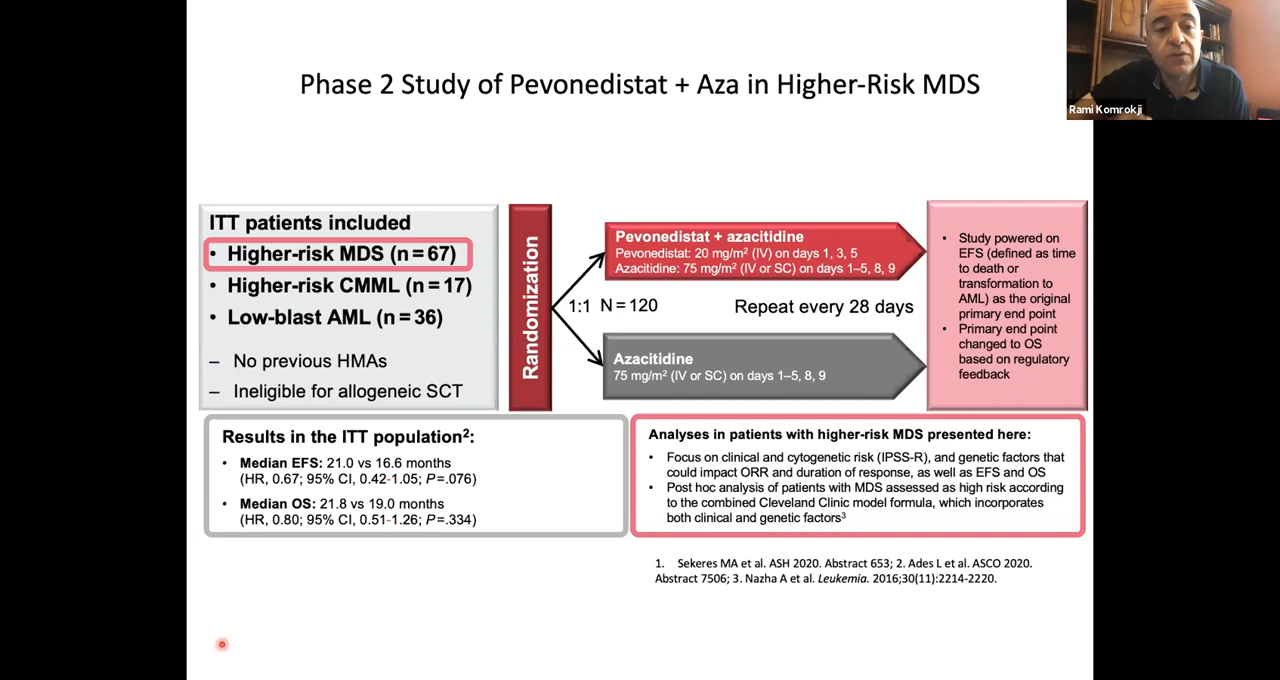 Rami Komrokji
Phase 2 Study of Pevonedistat + Aza in Higher-Risk MDS
ITT patients included
• Higher-risk MDS (n = 67)
• Higher-risk CMML (n = 17)
• Low-blast AML (n = 36)
– No previous HMAs
– Ineligible for allogeneic SCT
Randomization
1:1 N = 120
Pevonedistat + azacitidine
Pevonedistat: 20 mg/m² (IV) on days 1, 3, 5
Azacitidine: 75 mg/m² (IV or SC) on days 1–5, 8, 9
Repeat every 28 days
Azacitidine
75 mg/m² (IV or SC) on days 1–5, 8, 9
• Study powered on
EFS (defined as time
to death or
transformation to
AML) as the original
primary end point
• Primary end point
changed to OS
based on regulatory
feedback
Results in the ITT population²:
• Median EFS: 21.0 vs 16.6 months
(HR, 0.67; 95% CI, 0.42-1.05; P=.076)
• Median OS: 21.8 vs 19.0 months
(HR, 0.80; 95% CI, 0.51-1.26; P=.334)
Analyses in patients with higher-risk MDS presented here:
• Focus on clinical and cytogenetic risk (IPSS-R), and genetic factors that
could impact ORR and duration of response, as well as EFS and OS
• Post hoc analysis of patients with MDS assessed as high risk according
to the combined Cleveland Clinic model formula, which incorporates
both clinical and genetic factors³
1. Sekeres MA et al. ASH 2020. Abstract 653; 2. Ades L et al. ASCO 2020.
Abstract 7506; 3. Nazha A et al. Leukemia. 2016;30(11):2214-2220.